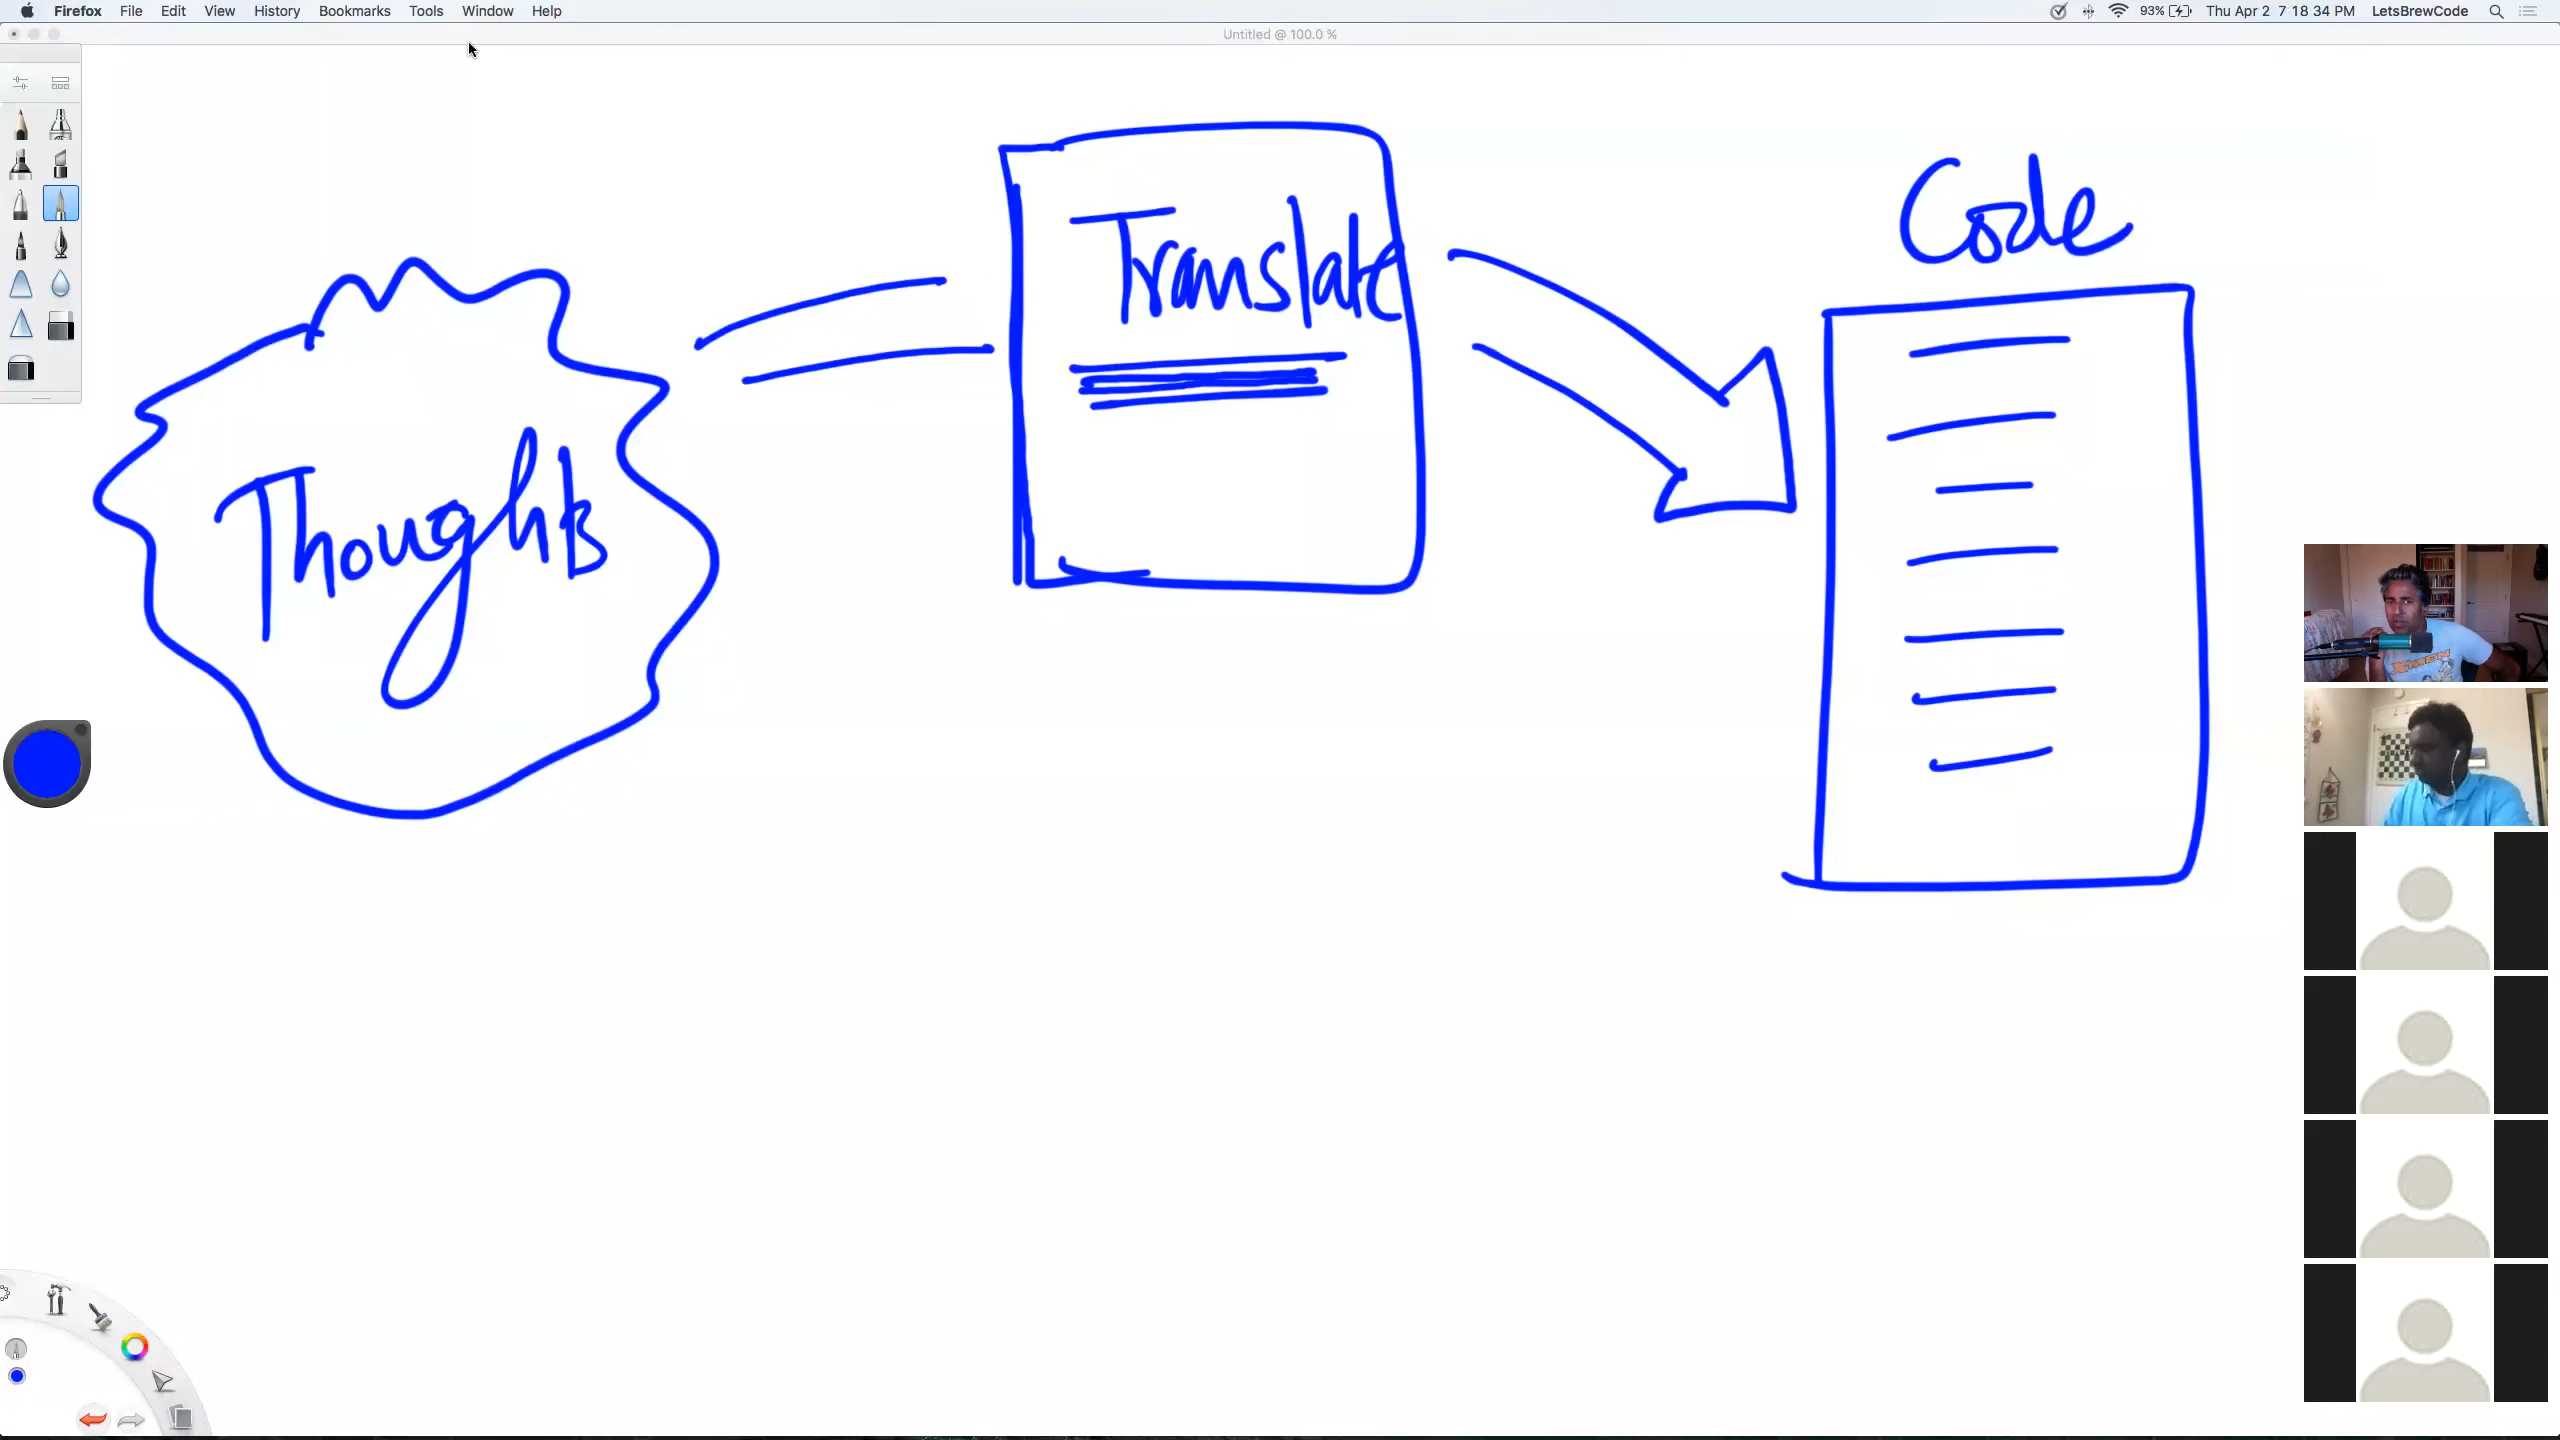 Firefox File Edit View History Bookmarks Tools Window Help
93% Thu Apr 2 7 18 34 PM LetsBrewCode
Untitled @ 100.0 %
Code
Translate
Thoughts
X-MEN